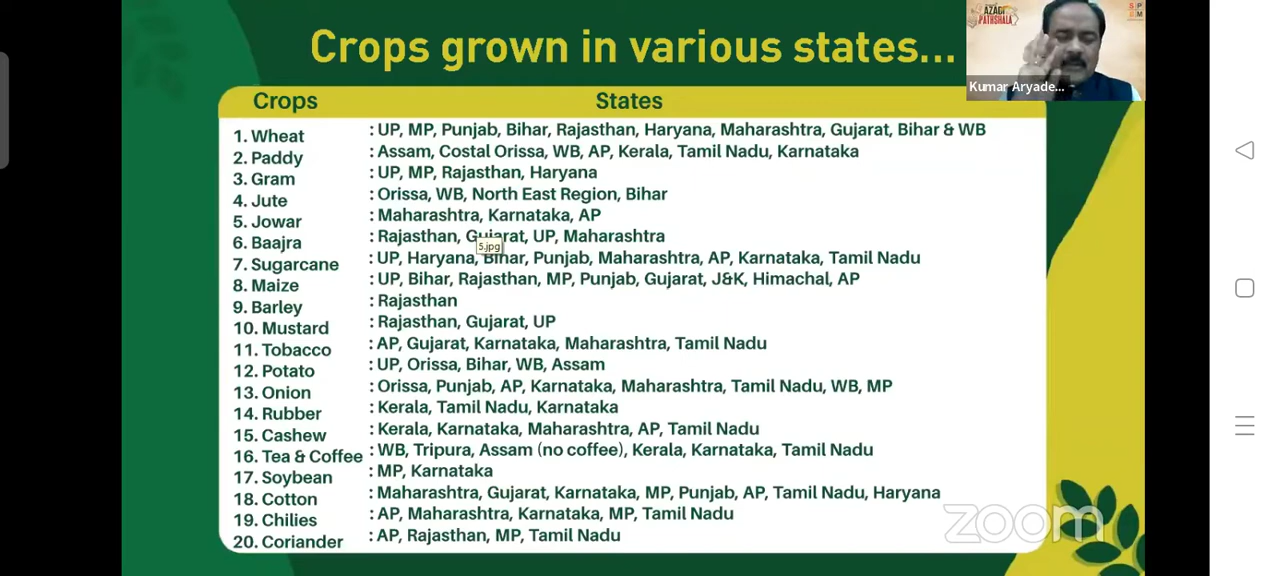 AZADI
PATHSHALA
S P
B M
Crops grown in various states...
Kumar Aryade...
Crops States
1. Wheat : UP, MP, Punjab, Bihar, Rajasthan, Haryana, Maharashtra, Gujarat, Bihar & WB
2. Paddy : Assam, Costal Orissa, WB, AP, Kerala, Tamil Nadu, Karnataka
3. Gram : UP, MP, Rajasthan, Haryana
4. Jute : Orissa, WB, North East Region, Bihar
5. Jowar : Maharashtra, Karnataka, AP
6. Baajra : Rajasthan, Gujarat, UP, Maharashtra
5.jpg
7. Sugarcane : UP, Haryana, Bihar, Punjab, Maharashtra, AP, Karnataka, Tamil Nadu
8. Maize : UP, Bihar, Rajasthan, MP, Punjab, Gujarat, J&K, Himachal, AP
9. Barley : Rajasthan
10. Mustard : Rajasthan, Gujarat, UP
11. Tobacco : AP, Gujarat, Karnataka, Maharashtra, Tamil Nadu
12. Potato : UP, Orissa, Bihar, WB, Assam
13. Onion : Orissa, Punjab, AP, Karnataka, Maharashtra, Tamil Nadu, WB, MP
14. Rubber : Kerala, Tamil Nadu, Karnataka
15. Cashew : Kerala, Karnataka, Maharashtra, AP, Tamil Nadu
16. Tea & Coffee : WB, Tripura, Assam (no coffee), Kerala, Karnataka, Tamil Nadu
17. Soybean : MP, Karnataka
18. Cotton : Maharashtra, Gujarat, Karnataka, MP, Punjab, AP, Tamil Nadu, Haryana
19. Chilies : AP, Maharashtra, Karnataka, MP, Tamil Nadu
20. Coriander : AP, Rajasthan, MP, Tamil Nadu
zoom